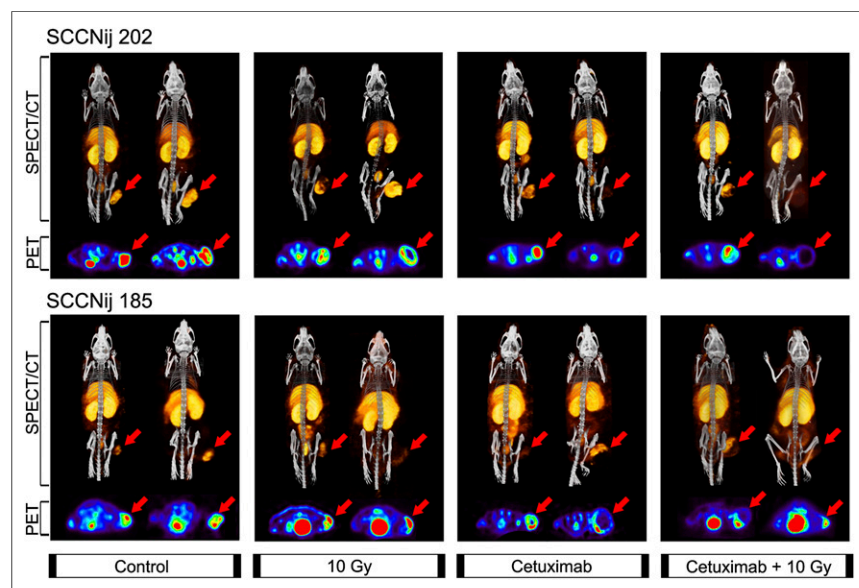 SCCNij 202
SPECT/CT
PET
SCCNij 185
SPECT/CT
PET
Control
10 Gy
Cetuximab
Cetuximab + 10 Gy